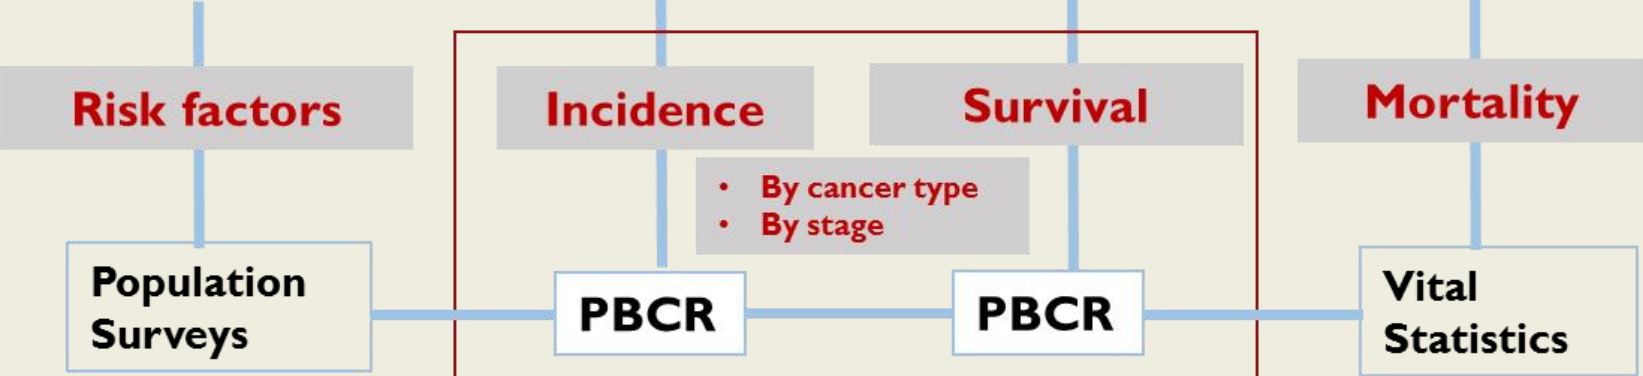 Risk factors
Incidence
Survival
Mortality
• By cancer type
• By stage
Population
Surveys
PBCR
PBCR
Vital
Statistics